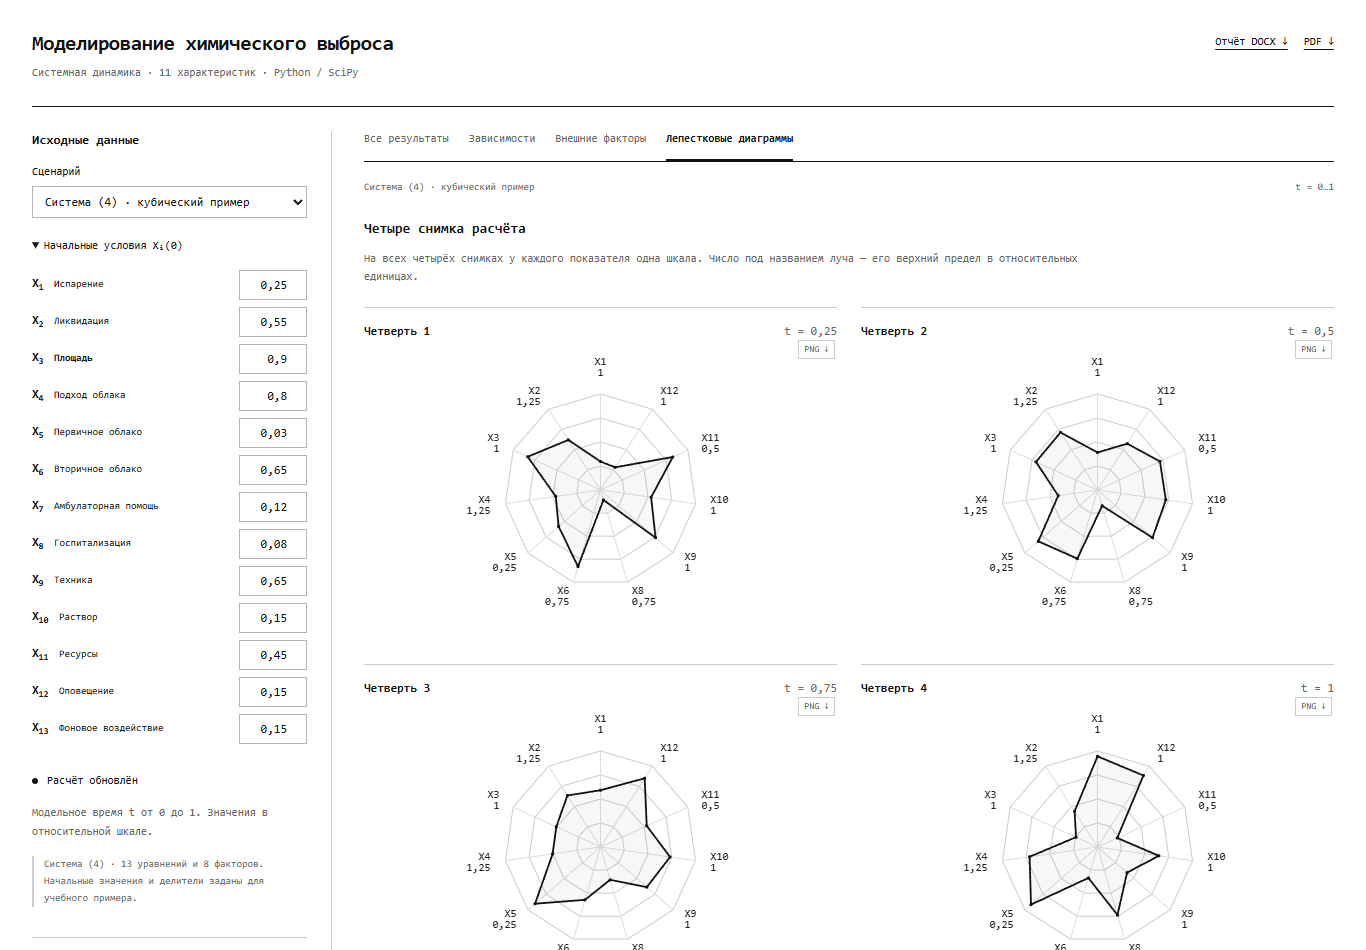 Моделирование химического выброса
Отчёт DOCX ↓ PDF ↓
Системная динамика · 11 характеристик · Python / SciPy
Исходные данные
Сценарий
Система (4) · кубический пример
▼ Начальные условия Xᵢ(0)
X₁ Испарение 0,25
X₂ Ликвидация 0,55
X₃ Площадь 0,9
X₄ Подход облака 0,8
X₅ Первичное облако 0,03
X₆ Вторичное облако 0,65
X₇ Амбулаторная помощь 0,12
X₈ Госпитализация 0,08
X₉ Техника 0,65
X₁₀ Раствор 0,15
X₁₁ Ресурсы 0,45
X₁₂ Оповещение 0,15
X₁₃ Фоновое воздействие 0,15
● Расчёт обновлён
Модельное время t от 0 до 1. Значения в
относительной шкале.
Система (4) · 13 уравнений и 8 факторов.
Начальные значения и делители заданы для
учебного примера.
Все результаты Зависимости Внешние факторы Лепестковые диаграммы
Система (4) · кубический пример t = 0…1
Четыре снимка расчёта
На всех четырёх снимках у каждого показателя одна шкала. Число под названием луча — его верхний предел в относительных
единицах.
Четверть 1 t = 0,25
PNG ↓
X1
1
X2
1,25
X3
1
X4
1,25
X5
0,25
X6
0,75
X8
0,75
X9
1
X10
1
X11
0,5
X12
1
Четверть 2 t = 0,5
PNG ↓
X1
1
X2
1,25
X3
1
X4
1,25
X5
0,25
X6
0,75
X8
0,75
X9
1
X10
1
X11
0,5
X12
1
Четверть 3 t = 0,75
PNG ↓
X1
1
X2
1,25
X3
1
X4
1,25
X5
0,25
X6
X8
X9
1
X10
1
X11
0,5
X12
1
Четверть 4 t = 1
PNG ↓
X1
1
X2
1,25
X3
1
X4
1,25
X5
0,25
X6
X8
X9
1
X10
1
X11
0,5
X12
1